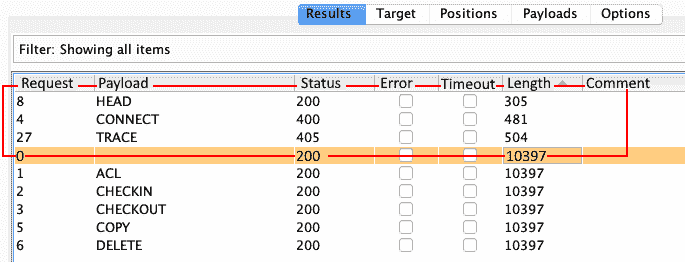 Results Target Positions Payloads Options
Filter: Showing all items
Request Payload Status Error Timeout Length Comment
8 HEAD 200 305
4 CONNECT 400 481
27 TRACE 405 504
0 200 10397
1 ACL 200 10397
2 CHECKIN 200 10397
3 CHECKOUT 200 10397
5 COPY 200 10397
6 DELETE 200 10397